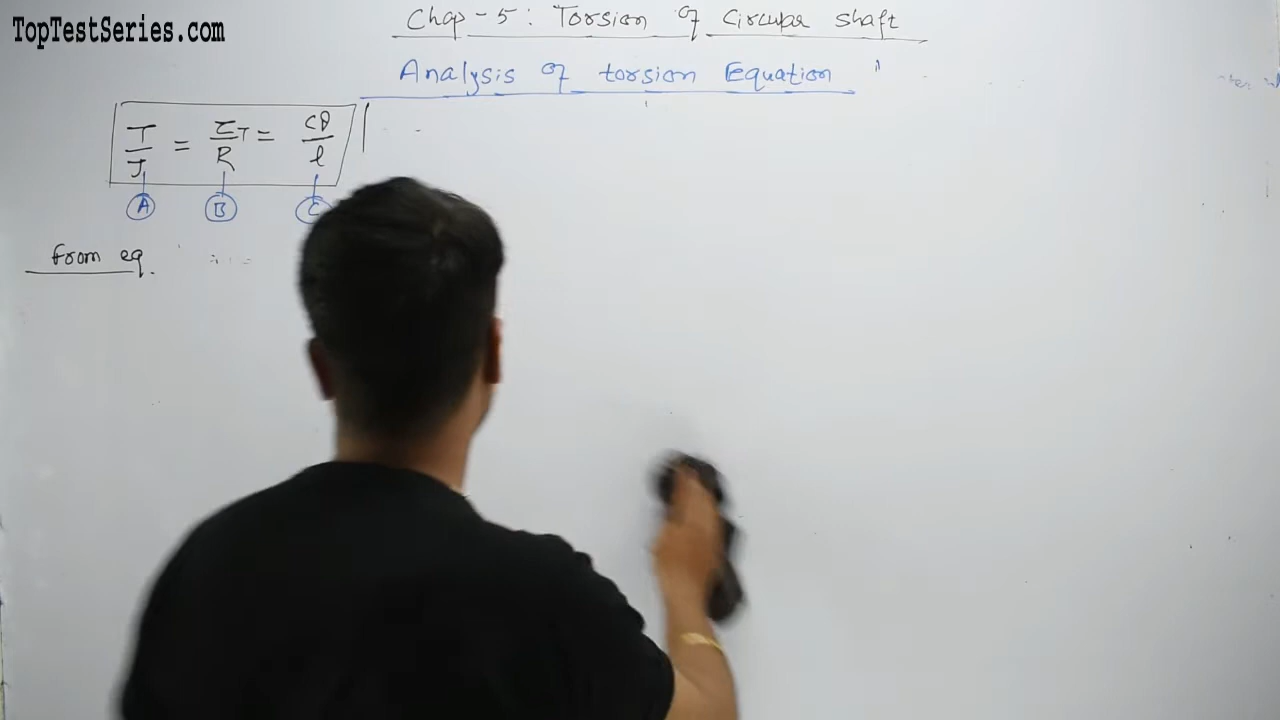 TopTestSeries.com
Chap-5: Torsion of Circular shaft
Analysis of torsion Equation
T/J = τ/R = Cθ/l
A B C
from eq.